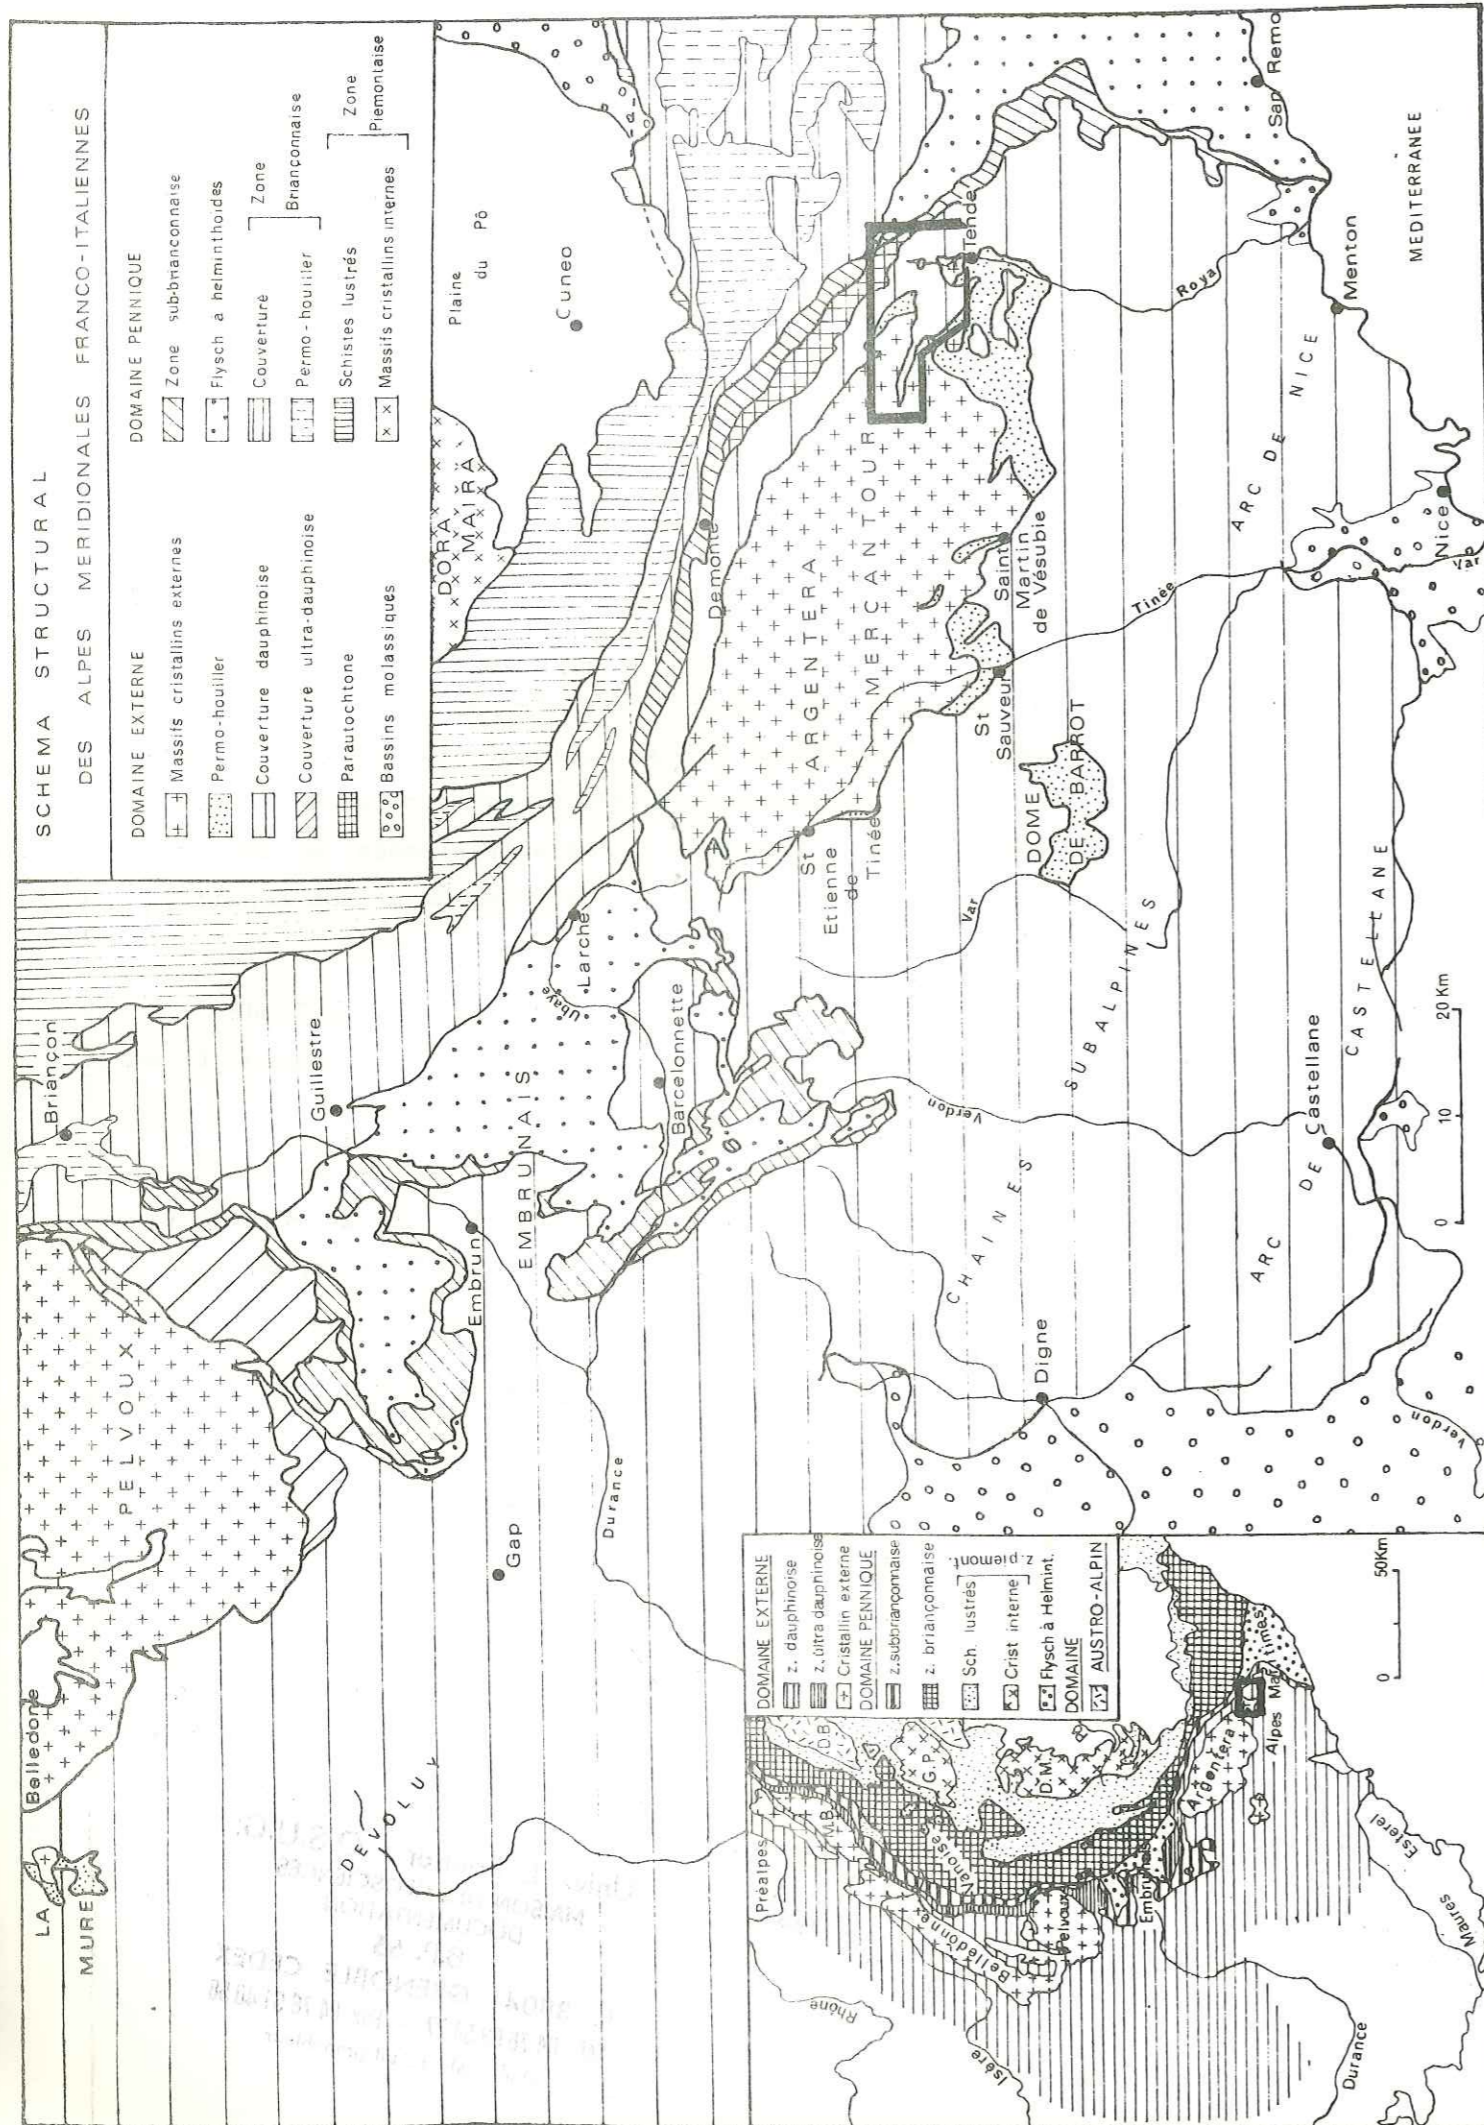 SCHEMA STRUCTURAL
DES ALPES MERIDIONALES FRANCO-ITALIENNES
DOMAINE EXTERNE
Massifs cristallins externes
Permo-houiller
Couverture dauphinoise
Couverture ultra-dauphinoise
Parautochtone
Bassins molassiques
DOMAINE PENNIQUE
Zone sub-brianconnaise
Flysch a helminthoides
Couverture
Permo-houiller
Zone
Briançonnaise
Schistes lustrés
Massifs cristallins internes
Zone
Piemontaise
LA
MURE
Belledone
PELVOUX
Briançon
DEVOLUY
Gap
Embrun
Guillestre
EMBRUNAIS
Durance
Ubaye
Larche
Barcelonnette
DORA
MAIRA
Plaine
du Pô
Cuneo
Demonte
ARGENTERA
MERCANTOUR
St
Etienne
de
Tinée
St
Sauveur
Saint
Martin
de Vésubie
Tende
Roya
San Remo
Menton
MEDITERRANEE
DOME
DE BARROT
Var
Tinée
Verdon
CHAINES
SUBALPINES
Digne
ARC
DE
CASTELLANE
Castellane
ARC DE NICE
Nice
Var
Verdon
0 10 20 Km
DOMAINE EXTERNE
z. dauphinoise
z. ultra dauphinoise
Cristallin externe
DOMAINE PENNIQUE
z. subbriançonnaise
z. briançonnaise
Sch. lustrés
Crist interne
z. piemont.
Flysch à Helmint.
DOMAINE
AUSTRO-ALPIN
Préalpes
M.B.
D.B.
G.P.
D.M.
Vanoise
Belledonne
Pelvoux
Embrunais
Argentera
Alpes Maritimes
Rhône
Isère
Durance
Maures
Esterel
0 50Km